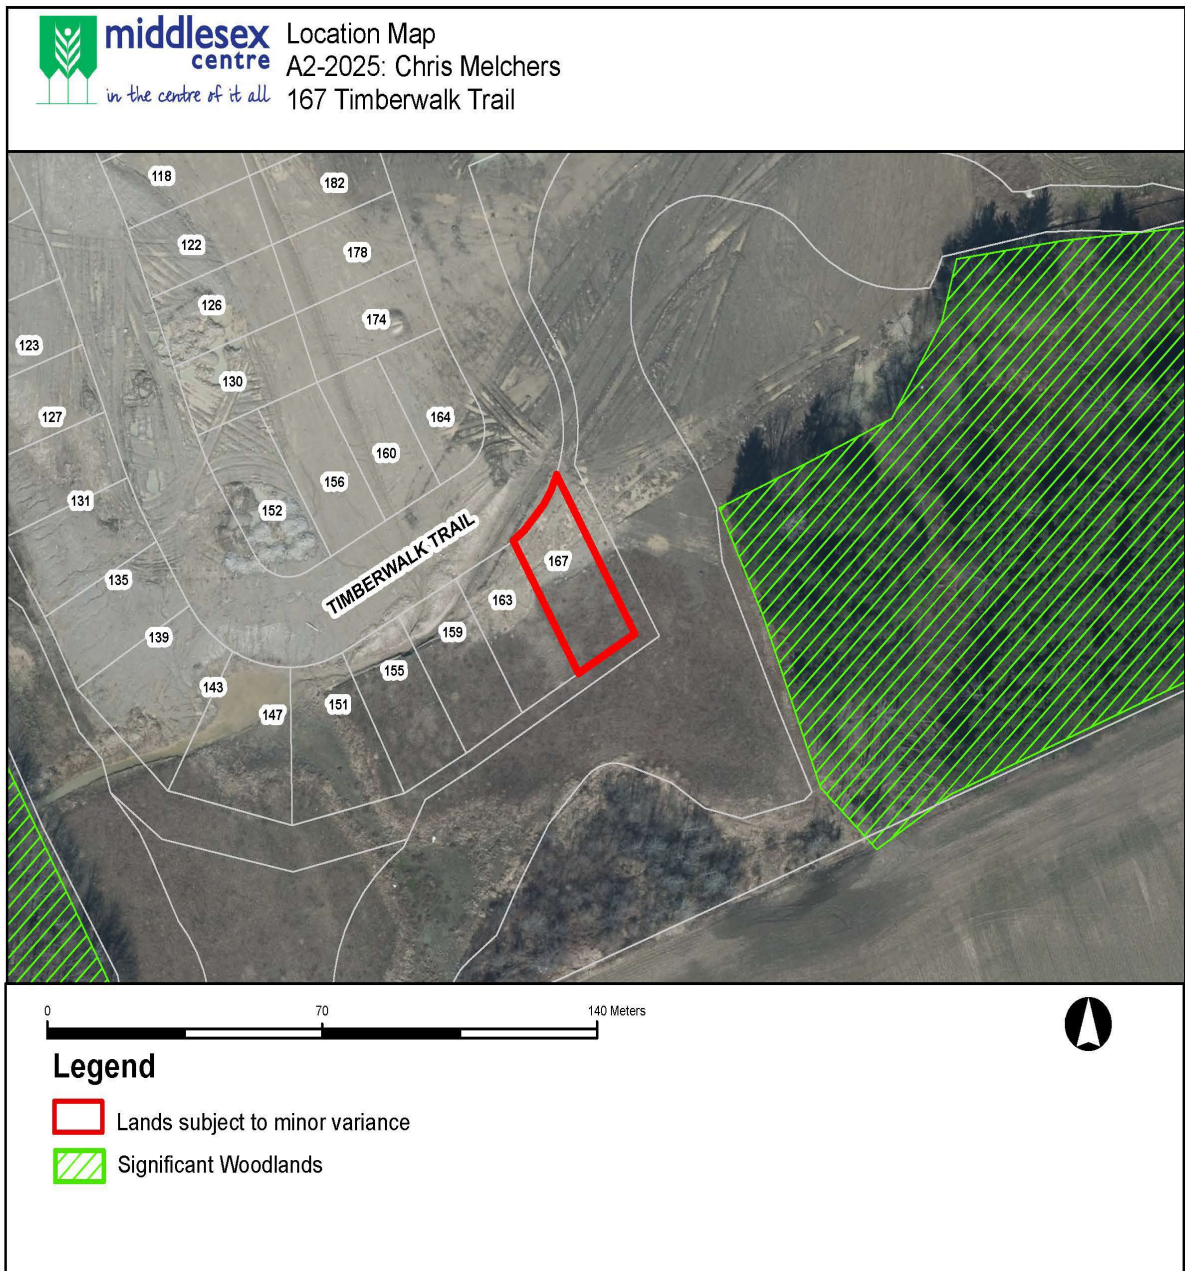 middlesex
centre
in the centre of it all
Location Map
A2-2025: Chris Melchers
167 Timberwalk Trail
118
182
122
178
126
174
123
130
127
164
160
156
131
152
TIMBERWALK TRAIL
167
135
163
139
159
155
143
151
147
0 70 140 Meters
Legend
Lands subject to minor variance
Significant Woodlands